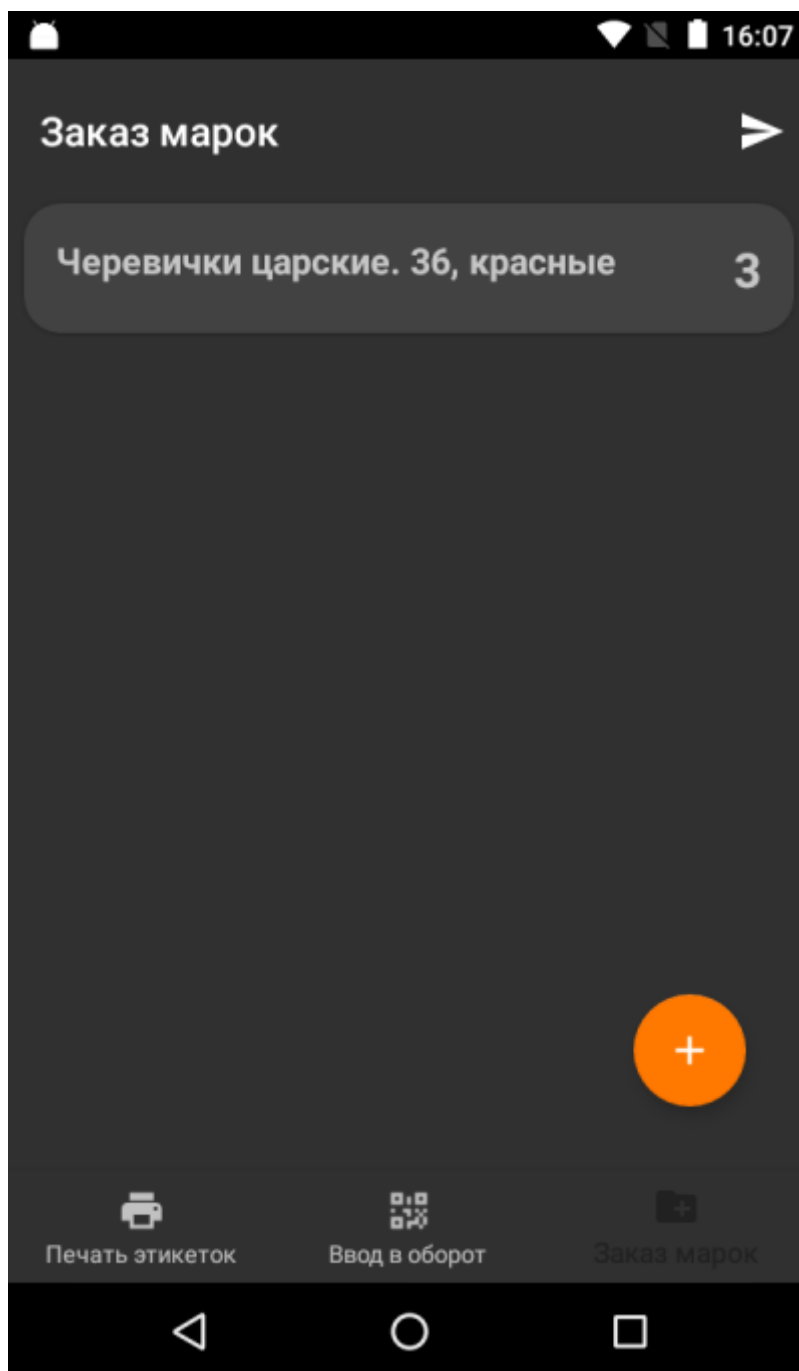 16:07
Заказ марок
Черевички царские. 36, красные
3
Печать этикеток
Ввод в оборот
Заказ марок